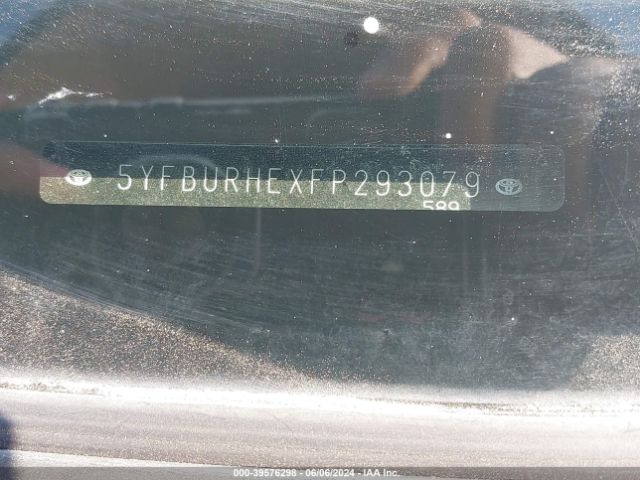 5YFBURHEXFP293079
589
000-39576298 - 06/06/2024 - IAA Inc.